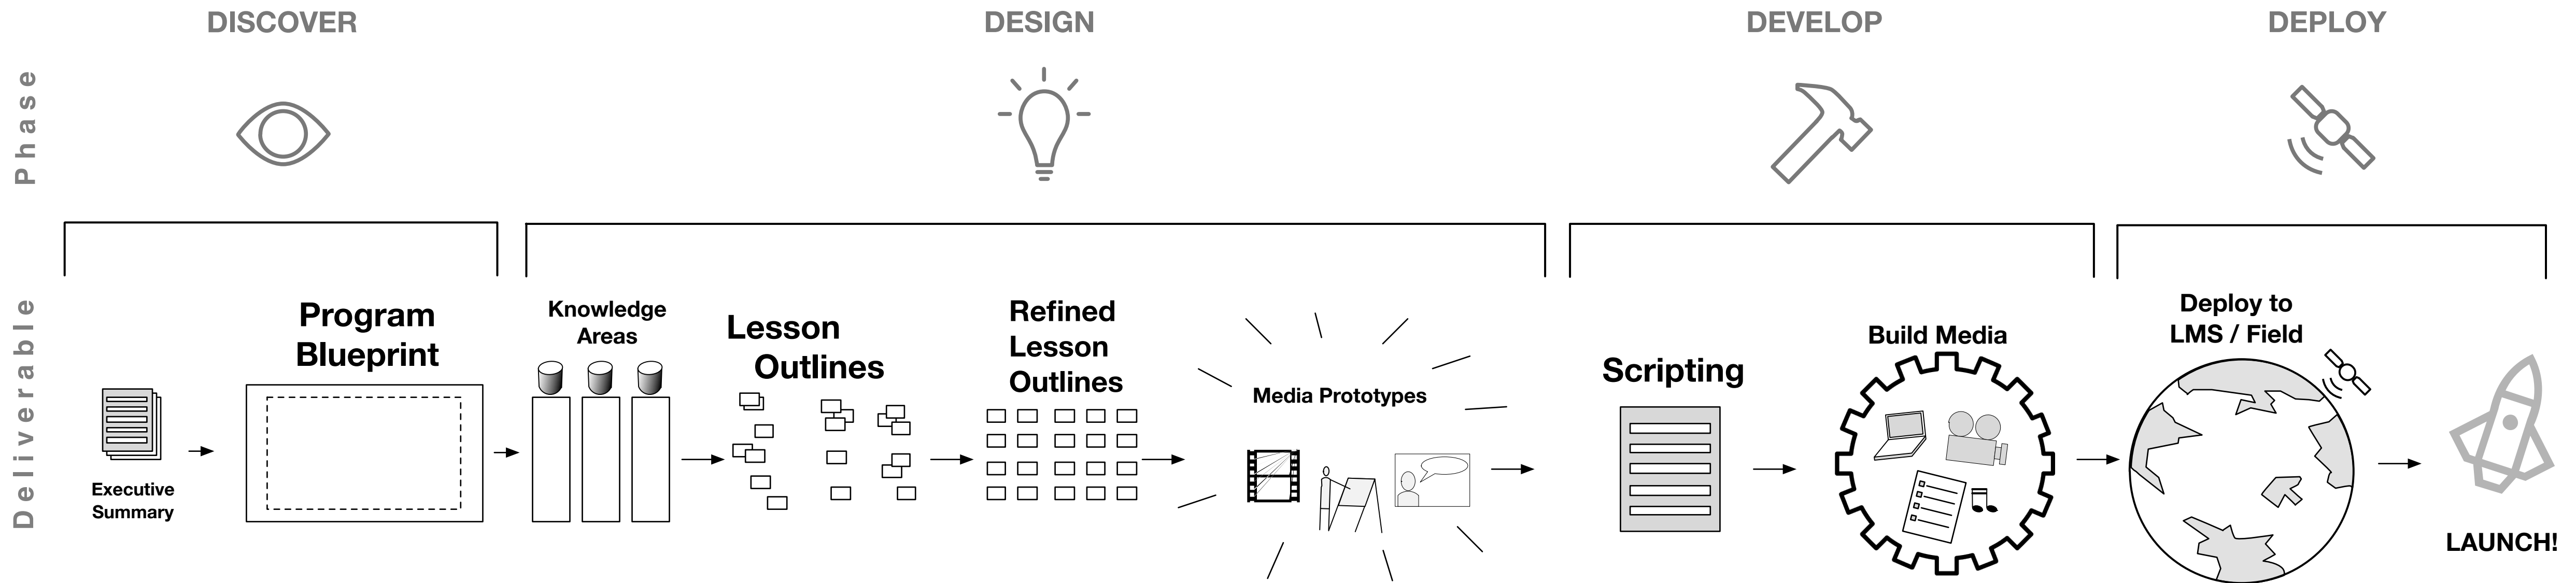 DISCOVER
DESIGN
DEVELOP
DEPLOY
Phase
Deliverable
Executive
Summary
Program
Blueprint
Knowledge
Areas
Lesson
Outlines
Refined
Lesson
Outlines
Media Prototypes
Scripting
Build Media
Deploy to
LMS / Field
LAUNCH!